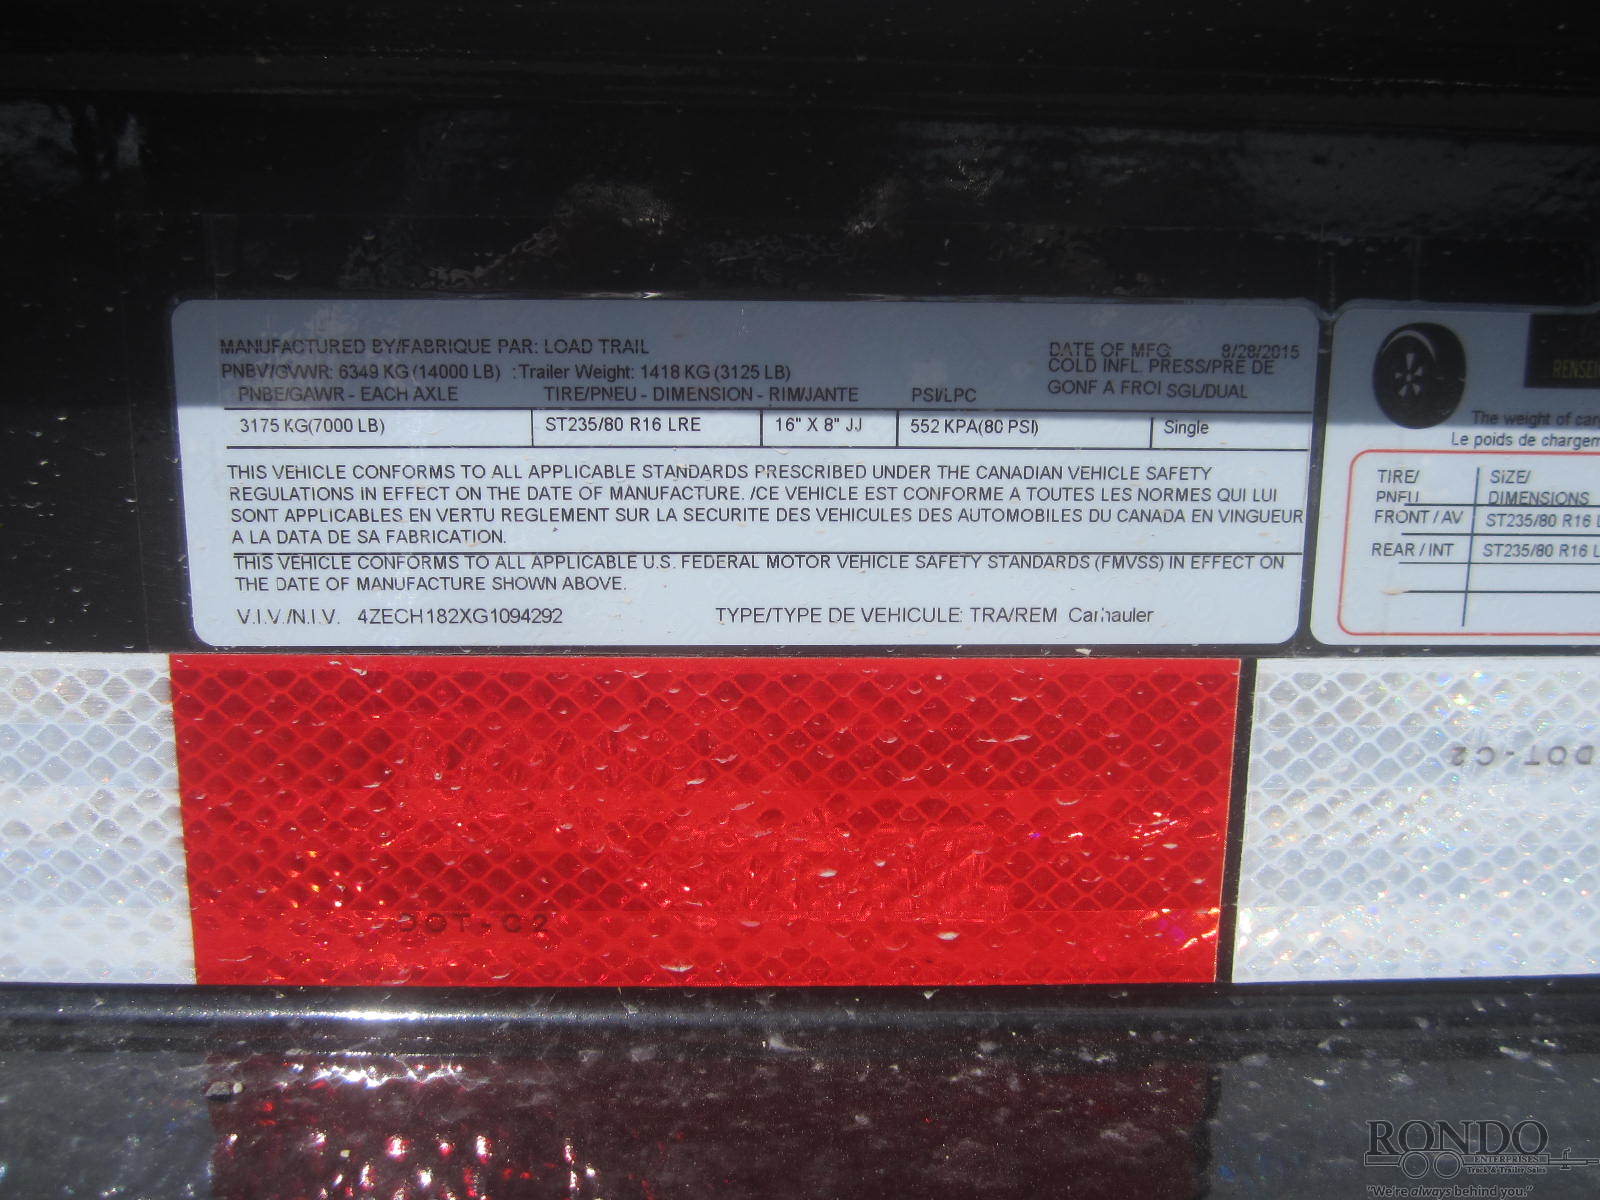 MANUFACTURED BY/FABRIQUE PAR: LOAD TRAIL
DATE OF MFG 8/28/2015
PNBV/GVWR: 6349 KG (14000 LB) :Trailer Weight: 1418 KG (3125 LB)
COLD INFL. PRESS/PRE DE
PNBE/GAWR - EACH AXLE TIRE/PNEU - DIMENSION - RIM/JANTE PSI/LPC
GONF A FROI SGL/DUAL
3175 KG(7000 LB) ST235/80 R16 LRE 16" X 8" JJ 552 KPA(80 PSI) Single
THIS VEHICLE CONFORMS TO ALL APPLICABLE STANDARDS PRESCRIBED UNDER THE CANADIAN VEHICLE SAFETY
REGULATIONS IN EFFECT ON THE DATE OF MANUFACTURE. /CE VEHICLE EST CONFORME A TOUTES LES NORMES QUI LUI
SONT APPLICABLES EN VERTU REGLEMENT SUR LA SECURITE DES VEHICULES DES AUTOMOBILES DU CANADA EN VINGUEUR
A LA DATA DE SA FABRICATION.
THIS VEHICLE CONFORMS TO ALL APPLICABLE U.S. FEDERAL MOTOR VEHICLE SAFETY STANDARDS (FMVSS) IN EFFECT ON
THE DATE OF MANUFACTURE SHOWN ABOVE.
V.I.V./N.I.V. 4ZECH182XG1094292 TYPE/TYPE DE VEHICULE: TRA/REM Carhauler
The weight of
Le poids de
TIRE/ SIZE/
PNEU DIMENSIONS
FRONT / AV ST235/80 R16
REAR / INT ST235/80 R16
DOT-C2
DOT-C2
RONDO
ENTERPRISES
Truck & Trailer Sales
"We're always behind you."